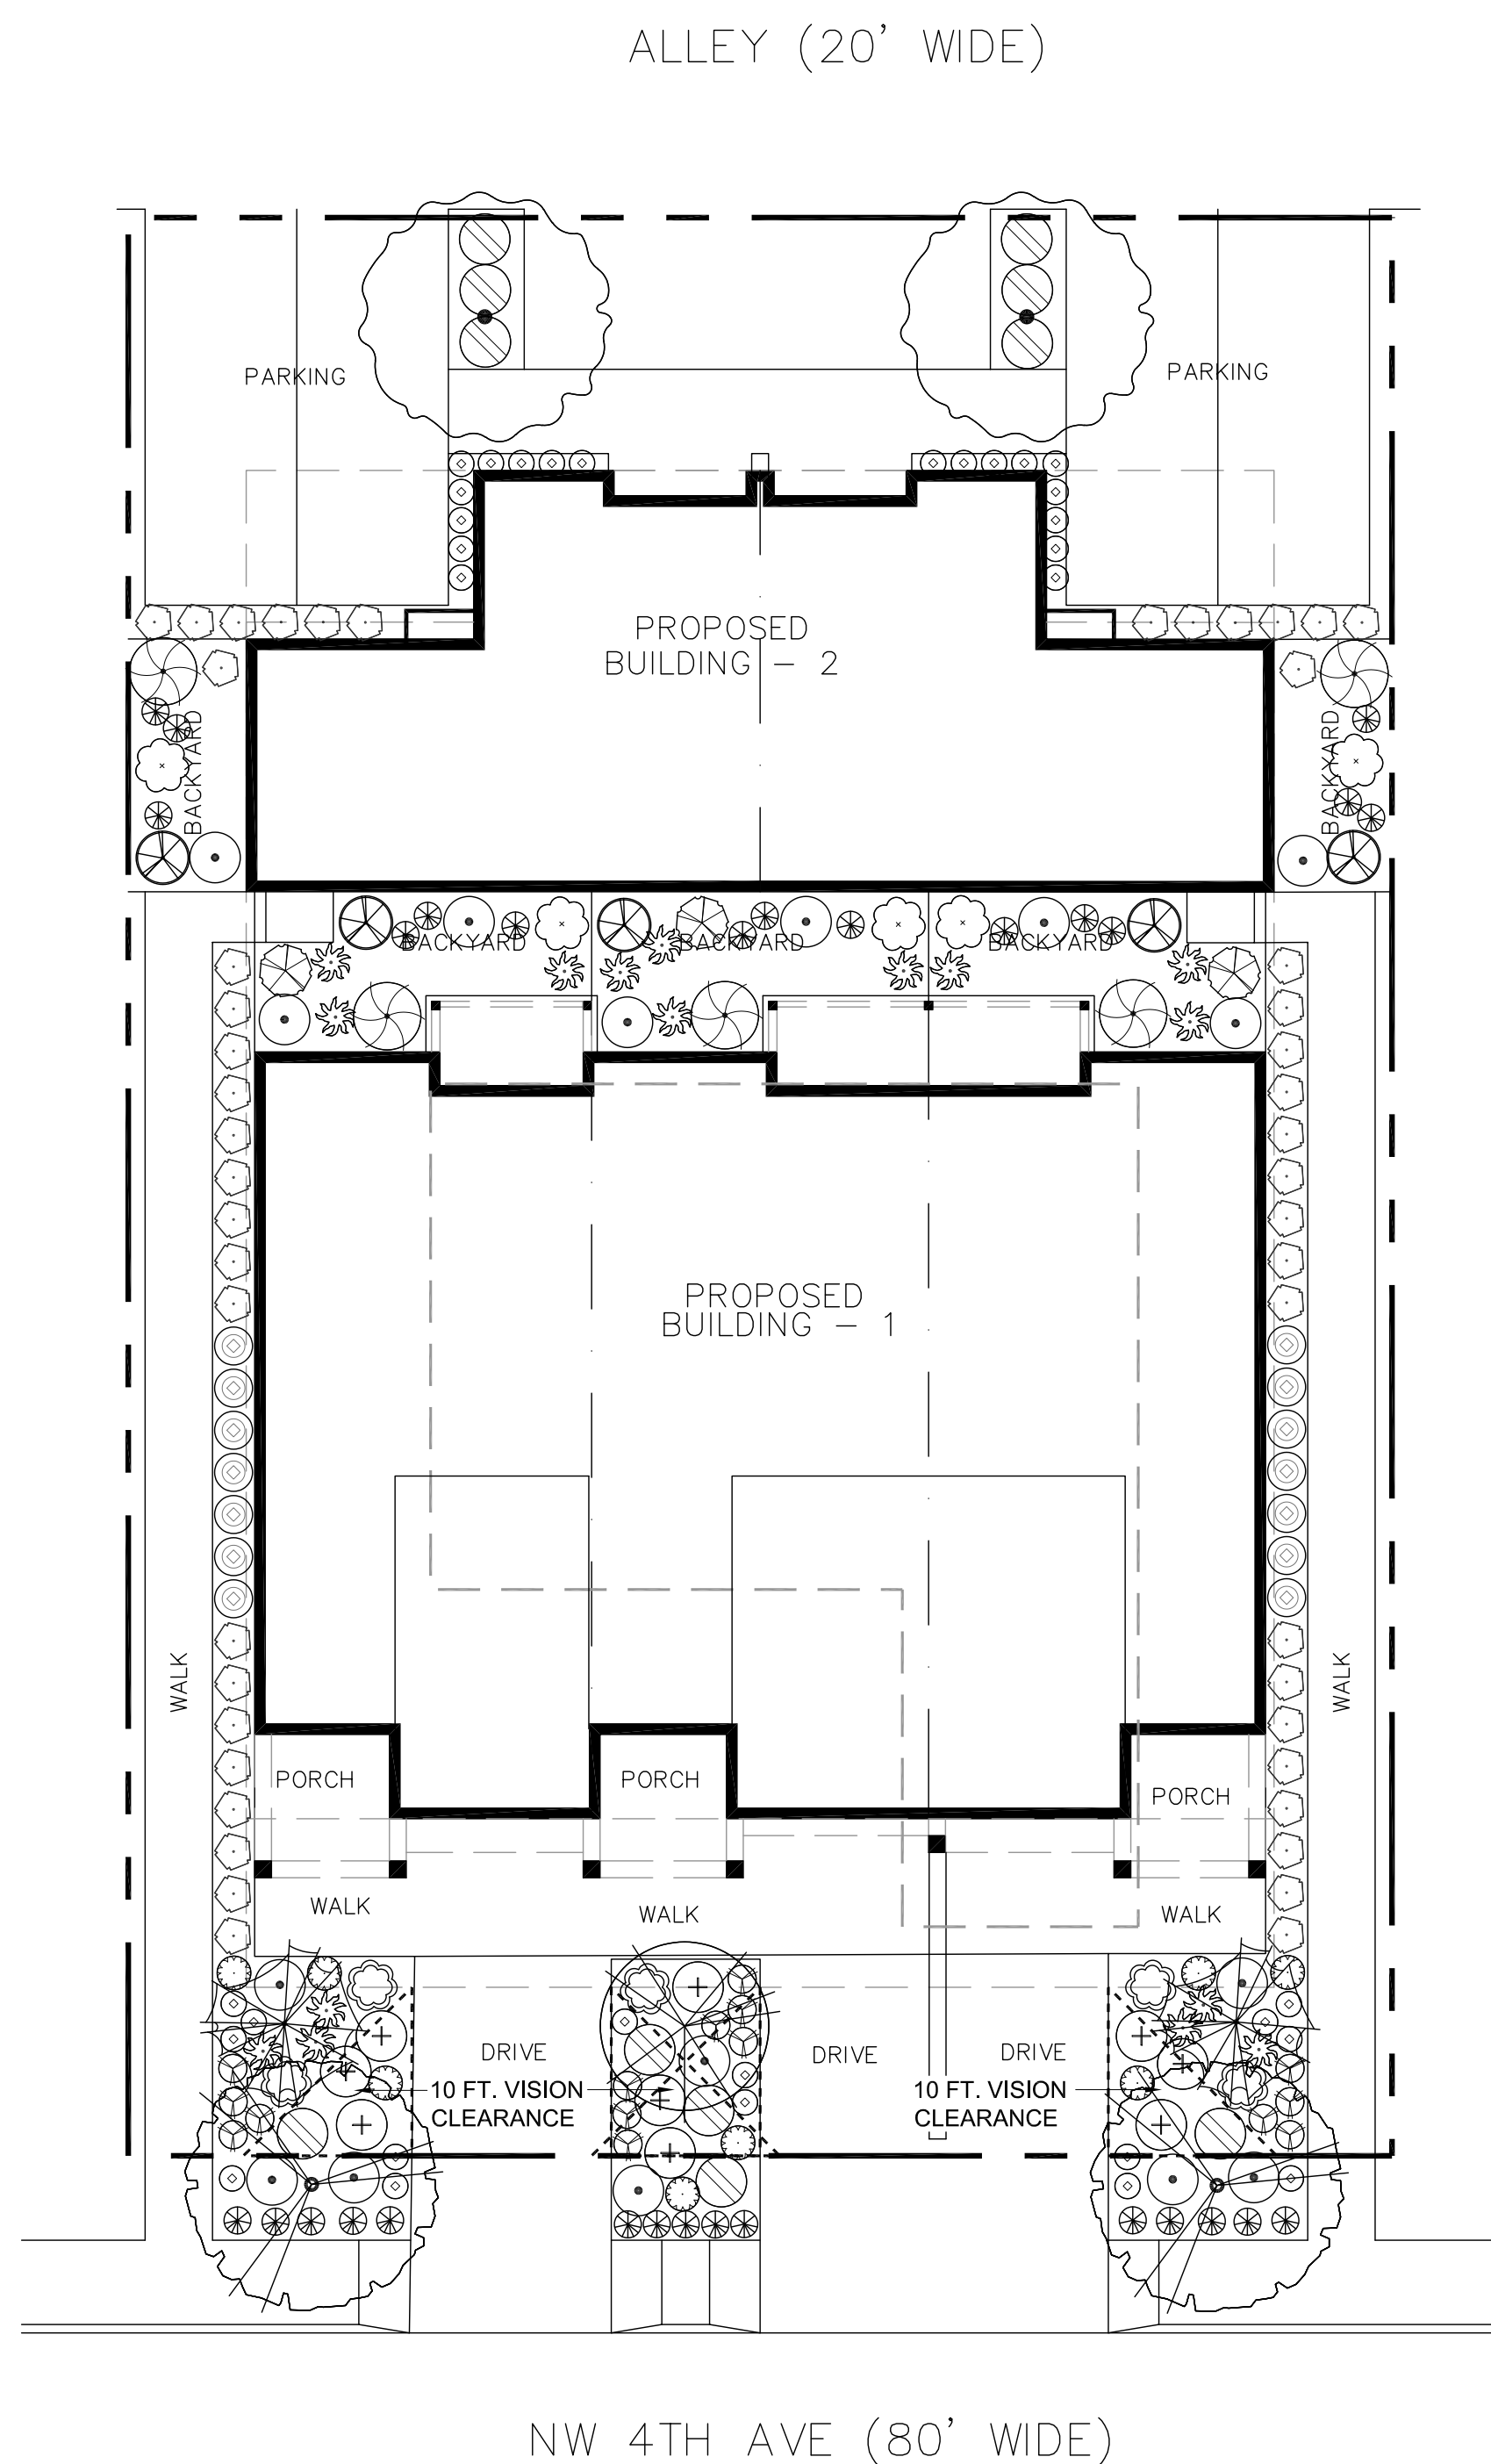 ALLEY (20' WIDE)
PARKING
PARKING
PROPOSED
BUILDING - 2
BACKYARD
BACKYARD
BACKYARD
BACKYARD
BACKYARD
PROPOSED
BUILDING - 1
WALK
WALK
PORCH
PORCH
PORCH
WALK
WALK
WALK
DRIVE
DRIVE
DRIVE
10 FT. VISION
CLEARANCE
10 FT. VISION
CLEARANCE
NW 4TH AVE (80' WIDE)